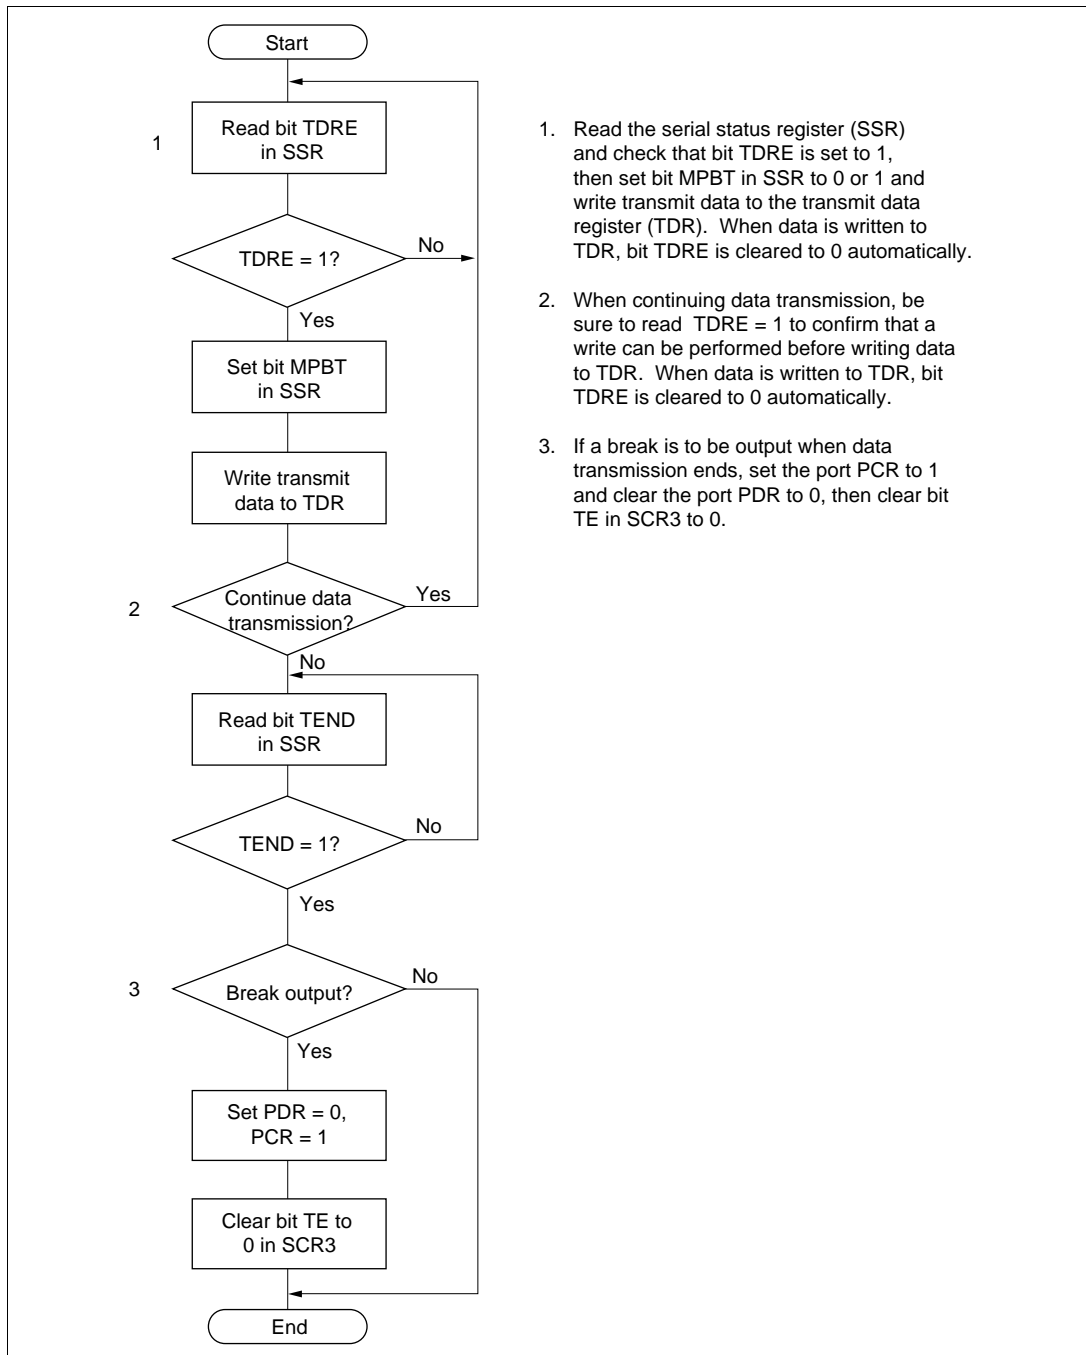 Start
1
Read bit TDRE
in SSR
TDRE = 1?
No
Yes
Set bit MPBT
in SSR
Write transmit
data to TDR
2
Continue data
transmission?
Yes
No
Read bit TEND
in SSR
TEND = 1?
No
Yes
3
Break output?
No
Yes
Set PDR = 0,
PCR = 1
Clear bit TE to
0 in SCR3
End
1. Read the serial status register (SSR)
and check that bit TDRE is set to 1,
then set bit MPBT in SSR to 0 or 1 and
write transmit data to the transmit data
register (TDR). When data is written to
TDR, bit TDRE is cleared to 0 automatically.
2. When continuing data transmission, be
sure to read TDRE = 1 to confirm that a
write can be performed before writing data
to TDR. When data is written to TDR, bit
TDRE is cleared to 0 automatically.
3. If a break is to be output when data
transmission ends, set the port PCR to 1
and clear the port PDR to 0, then clear bit
TE in SCR3 to 0.